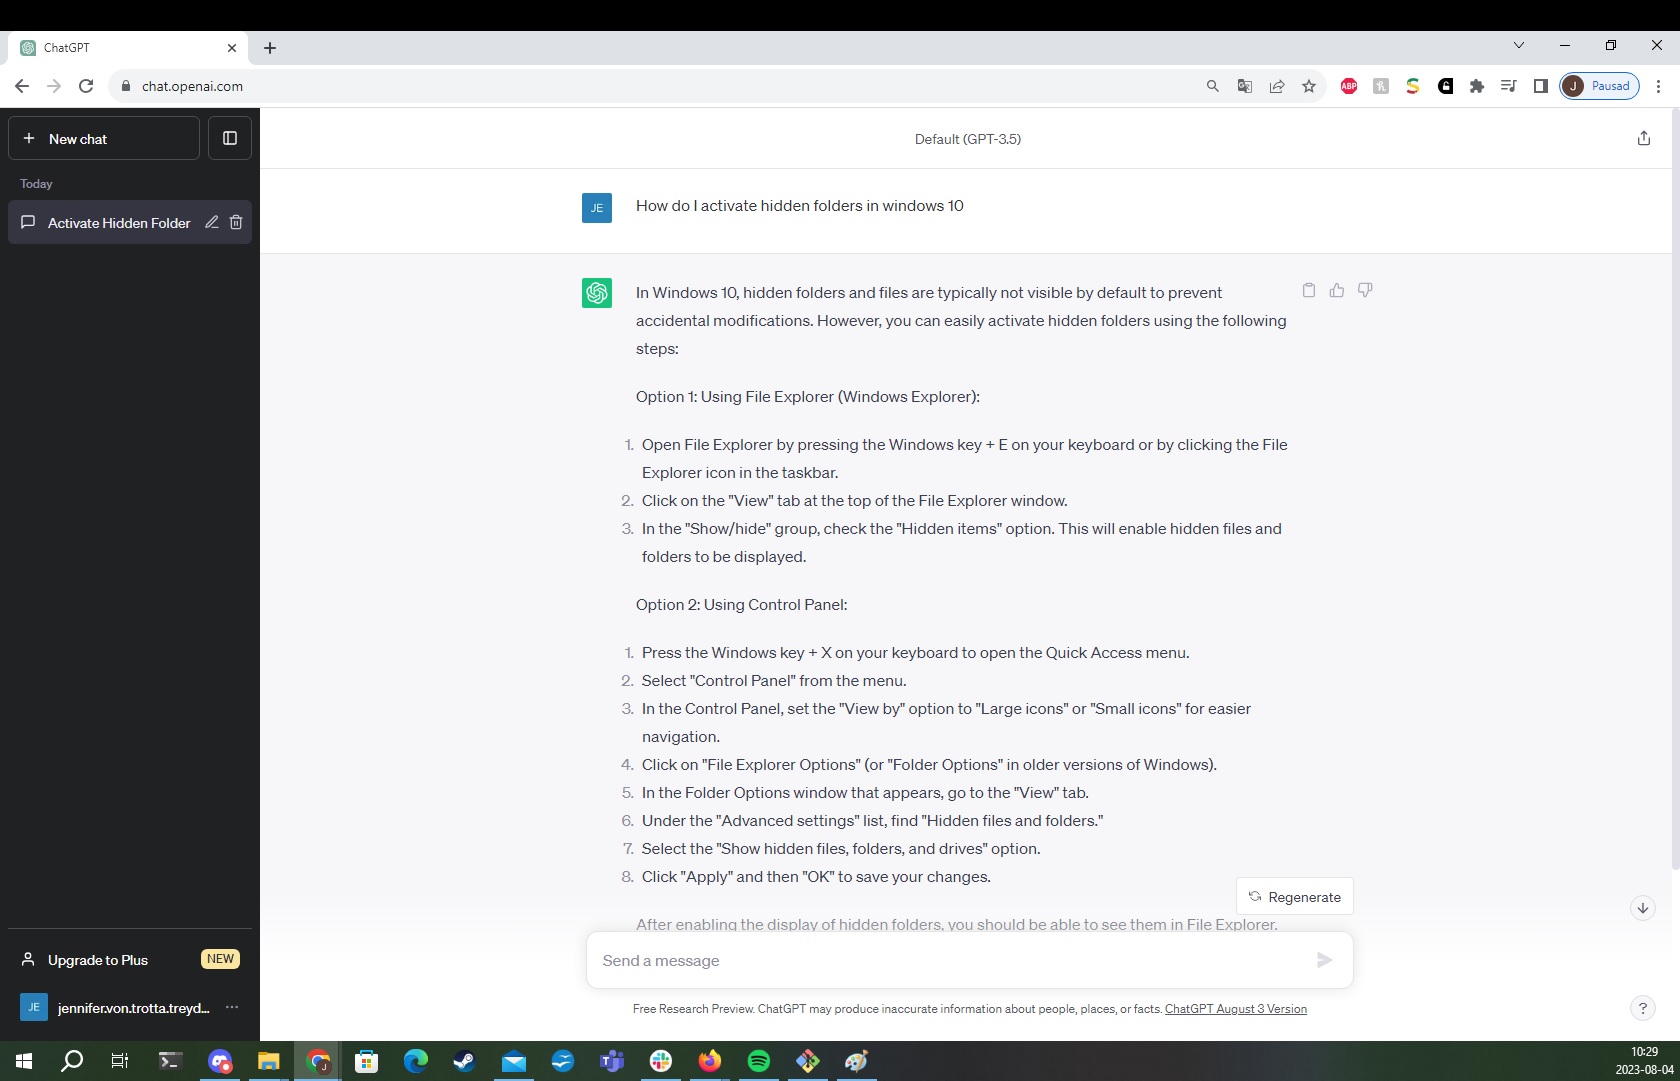 ChatGPT
chat.openai.com
ABP
J
Pausad
New chat
Default (GPT-3.5)
Today
Activate Hidden Folder
JE
How do I activate hidden folders in windows 10
In Windows 10, hidden folders and files are typically not visible by default to prevent
accidental modifications. However, you can easily activate hidden folders using the following
steps:
Option 1: Using File Explorer (Windows Explorer):
1. Open File Explorer by pressing the Windows key + E on your keyboard or by clicking the File
Explorer icon in the taskbar.
2. Click on the "View" tab at the top of the File Explorer window.
3. In the "Show/hide" group, check the "Hidden items" option. This will enable hidden files and
folders to be displayed.
Option 2: Using Control Panel:
1. Press the Windows key + X on your keyboard to open the Quick Access menu.
2. Select "Control Panel" from the menu.
3. In the Control Panel, set the "View by" option to "Large icons" or "Small icons" for easier
navigation.
4. Click on "File Explorer Options" (or "Folder Options" in older versions of Windows).
5. In the Folder Options window that appears, go to the "View" tab.
6. Under the "Advanced settings" list, find "Hidden files and folders."
7. Select the "Show hidden files, folders, and drives" option.
8. Click "Apply" and then "OK" to save your changes.
Regenerate
After enabling the display of hidden folders, you should be able to see them in File Explorer.
Upgrade to Plus
NEW
Send a message
JE
jennifer.von.trotta.treyd...
Free Research Preview. ChatGPT may produce inaccurate information about people, places, or facts. ChatGPT August 3 Version
?
10:29
2023-08-04